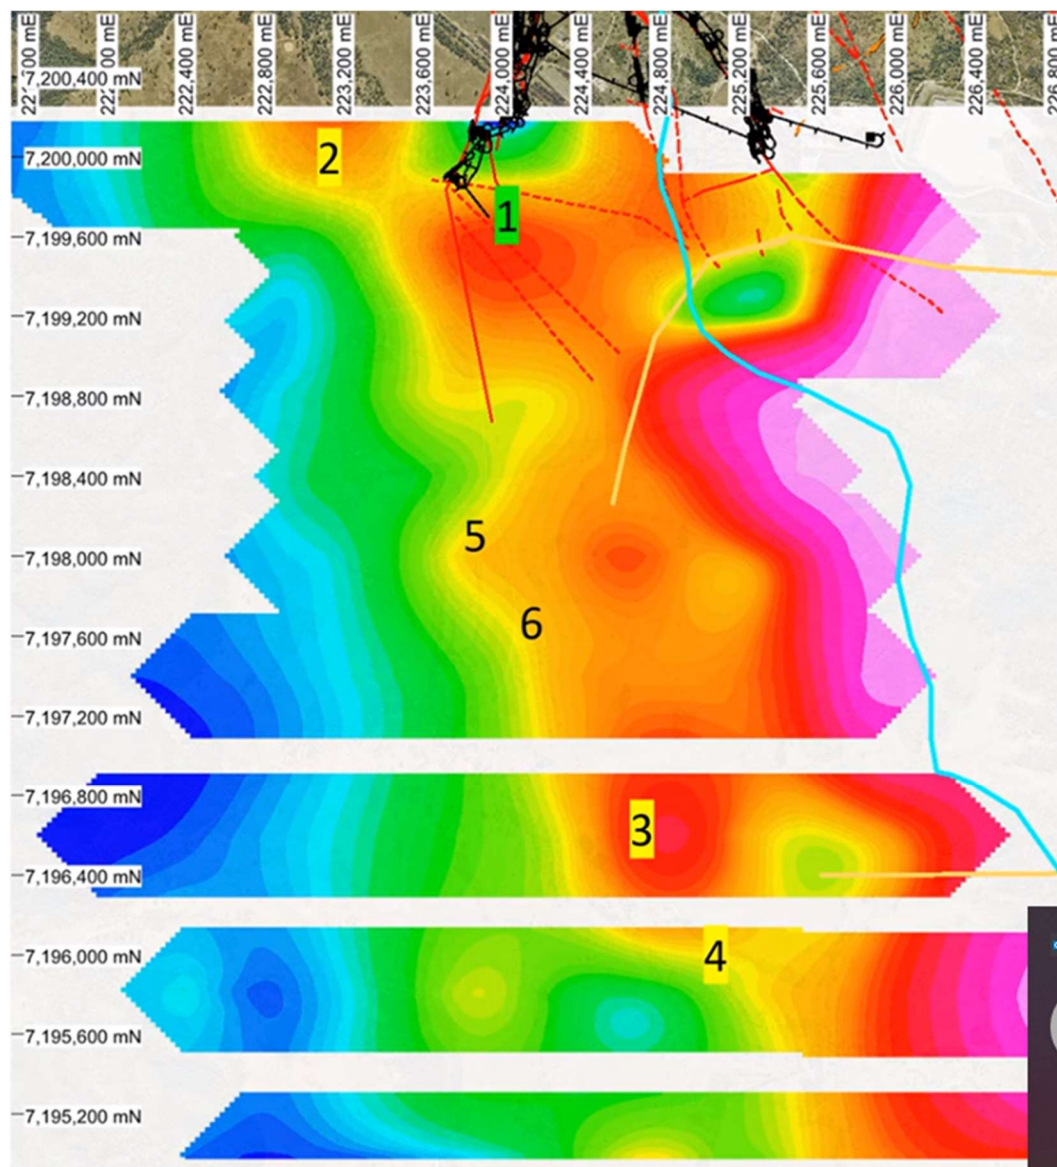 222,000 mE
222,400 mE
222,800 mE
223,200 mE
223,600 mE
224,000 mE
224,400 mE
224,800 mE
225,200 mE
225,600 mE
226,000 mE
226,400 mE
7,200,400 mN
2
7,200,000 mN
1
7,199,600 mN
7,199,200 mN
7,198,800 mN
7,198,400 mN
5
7,198,000 mN
6
7,197,600 mN
7,197,200 mN
7,196,800 mN
3
7,196,400 mN
4
7,196,000 mN
7,195,600 mN
7,195,200 mN